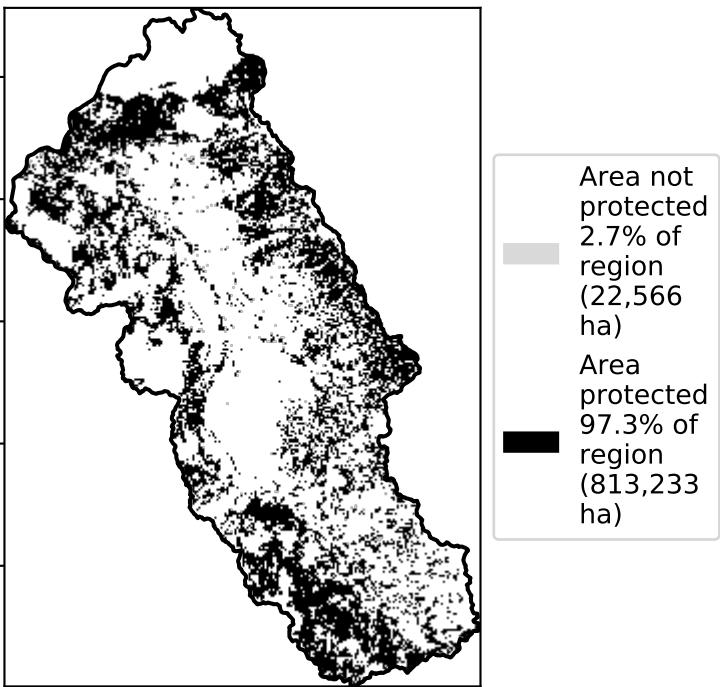 Area not
protected
2.7% of
region
(22,566
ha)
Area
protected
97.3% of
region
(813,233
ha)